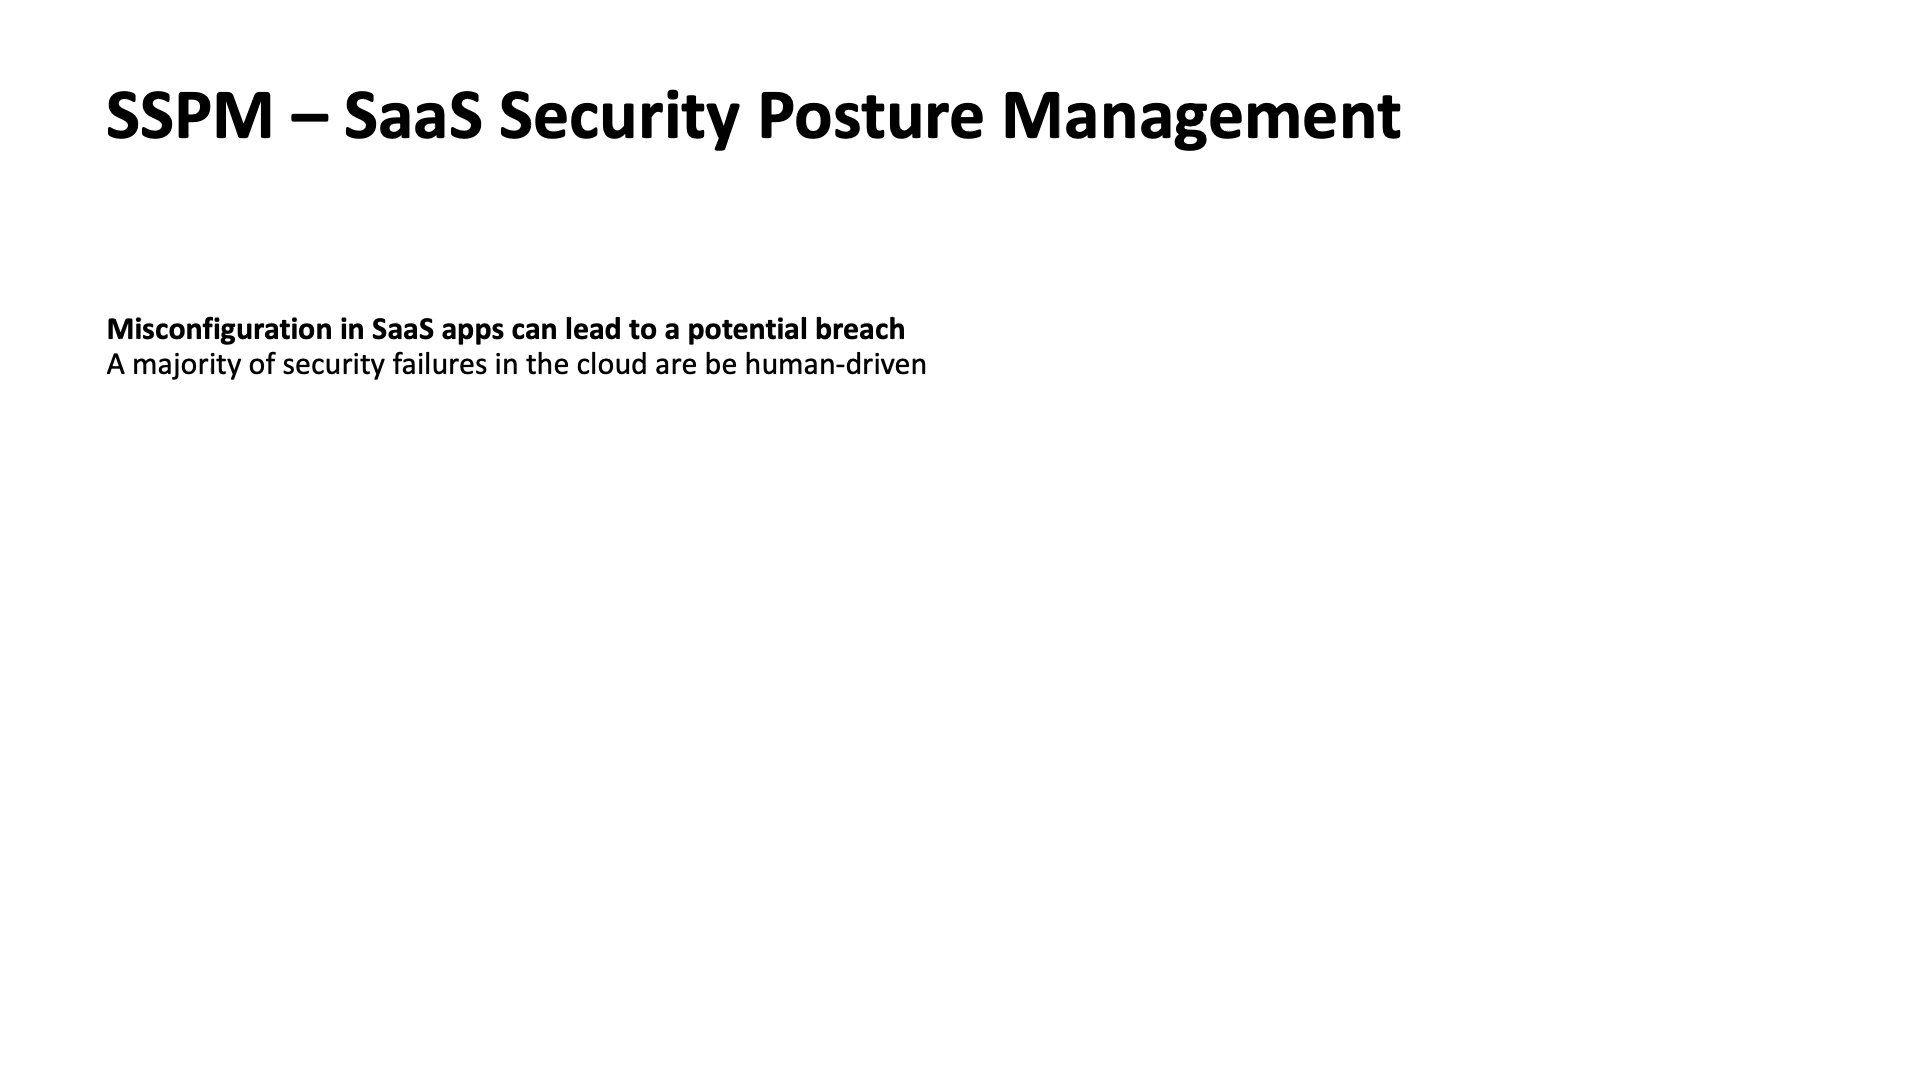 SSPM – SaaS Security Posture Management
Misconfiguration in SaaS apps can lead to a potential breach
A majority of security failures in the cloud are be human-driven